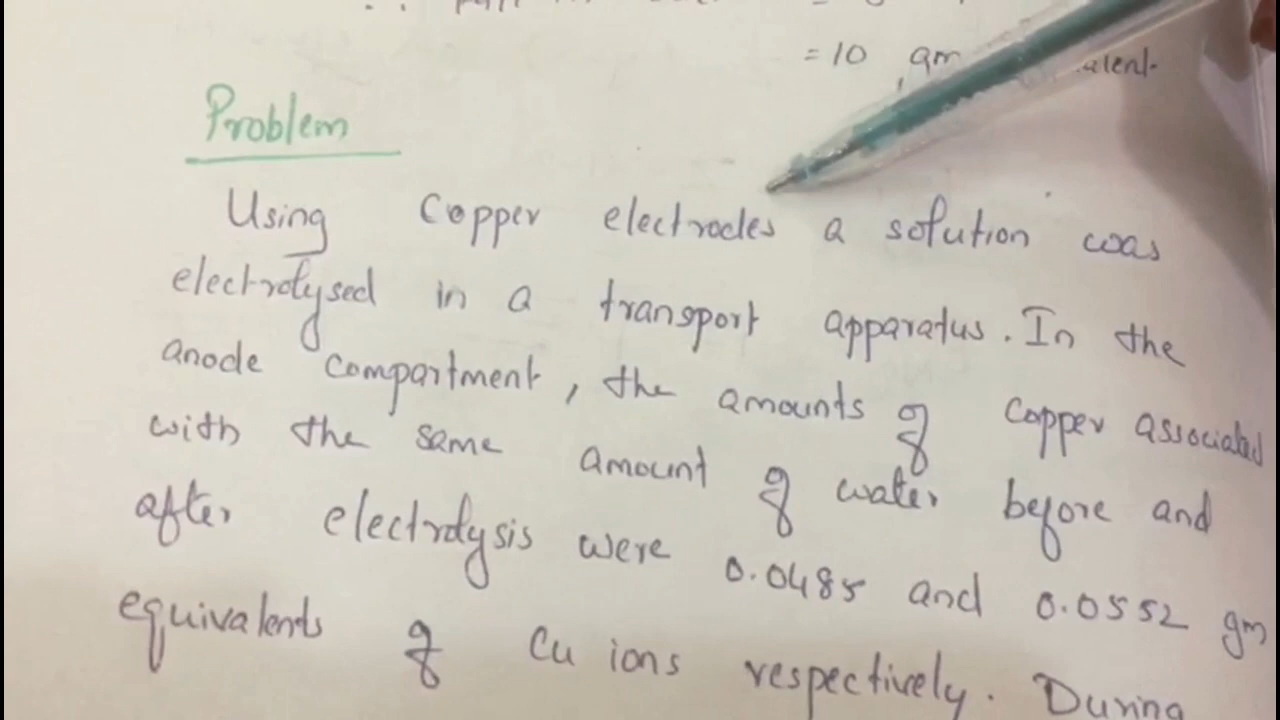 = 10 gm
Problem
Using Copper electrodes a solution was
electrolysed in a transport apparatus. In the
anode compartment, the amounts of Copper associated
with the same amount of water before and
after electrolysis were 0.0485 and 0.0552 gm
equivalents of Cu ions respectively. During